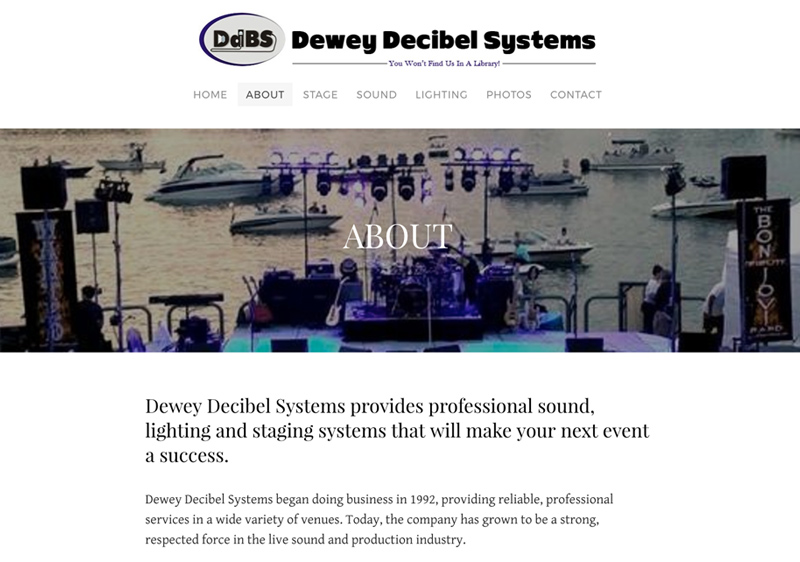 DdBS Dewey Decibel Systems
You Won't Find Us In A Library!
HOME ABOUT STAGE SOUND LIGHTING PHOTOS CONTACT
ABOUT
THE
BON
JOVI
BAND
Dewey Decibel Systems provides professional sound,
lighting and staging systems that will make your next event
a success.
Dewey Decibel Systems began doing business in 1992, providing reliable, professional
services in a wide variety of venues. Today, the company has grown to be a strong,
respected force in the live sound and production industry.